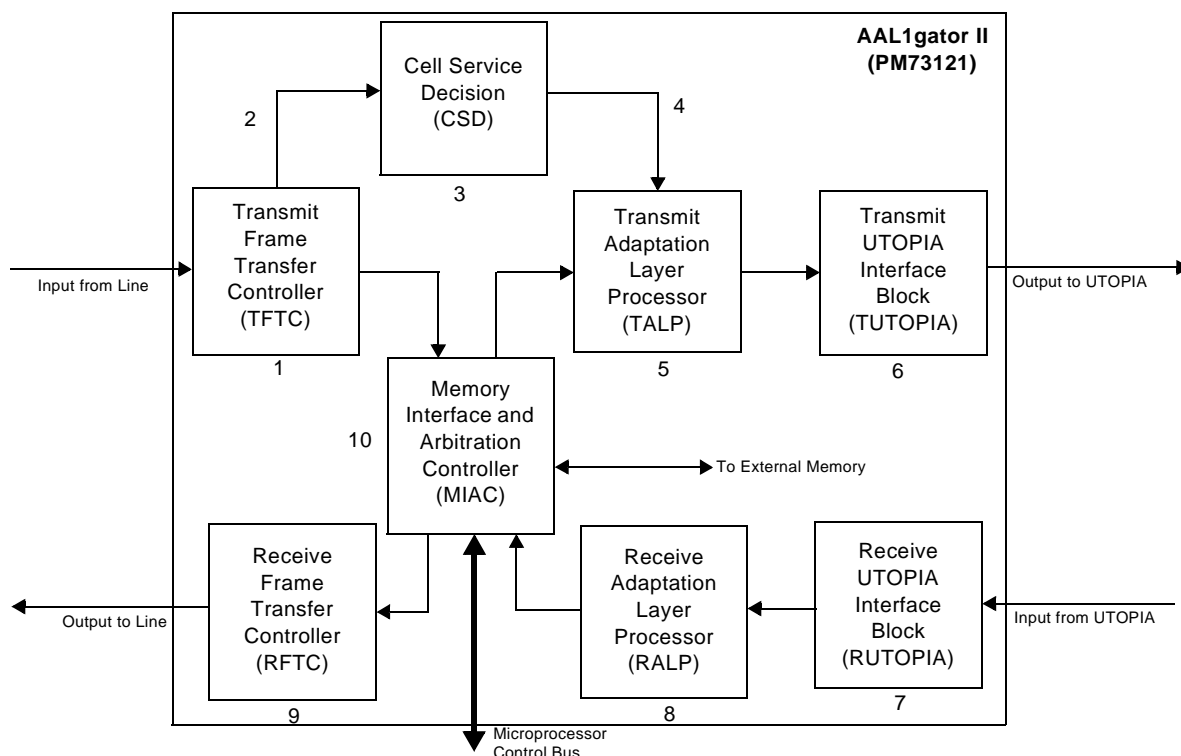 AAL1gator II
(PM73121)
Cell Service
Decision
(CSD)
2
4
3
Transmit
Frame
Transfer
Controller
(TFTC)
1
Transmit
Adaptation
Layer
Processor
(TALP)
5
Transmit
UTOPIA
Interface
Block
(TUTOPIA)
6
Input from Line
Output to UTOPIA
Memory
Interface and
Arbitration
Controller
(MIAC)
10
To External Memory
Receive
Frame
Transfer
Controller
(RFTC)
9
Receive
Adaptation
Layer
Processor
(RALP)
8
Receive
UTOPIA
Interface
Block
(RUTOPIA)
7
Output to Line
Input from UTOPIA
Microprocessor
Control Bus